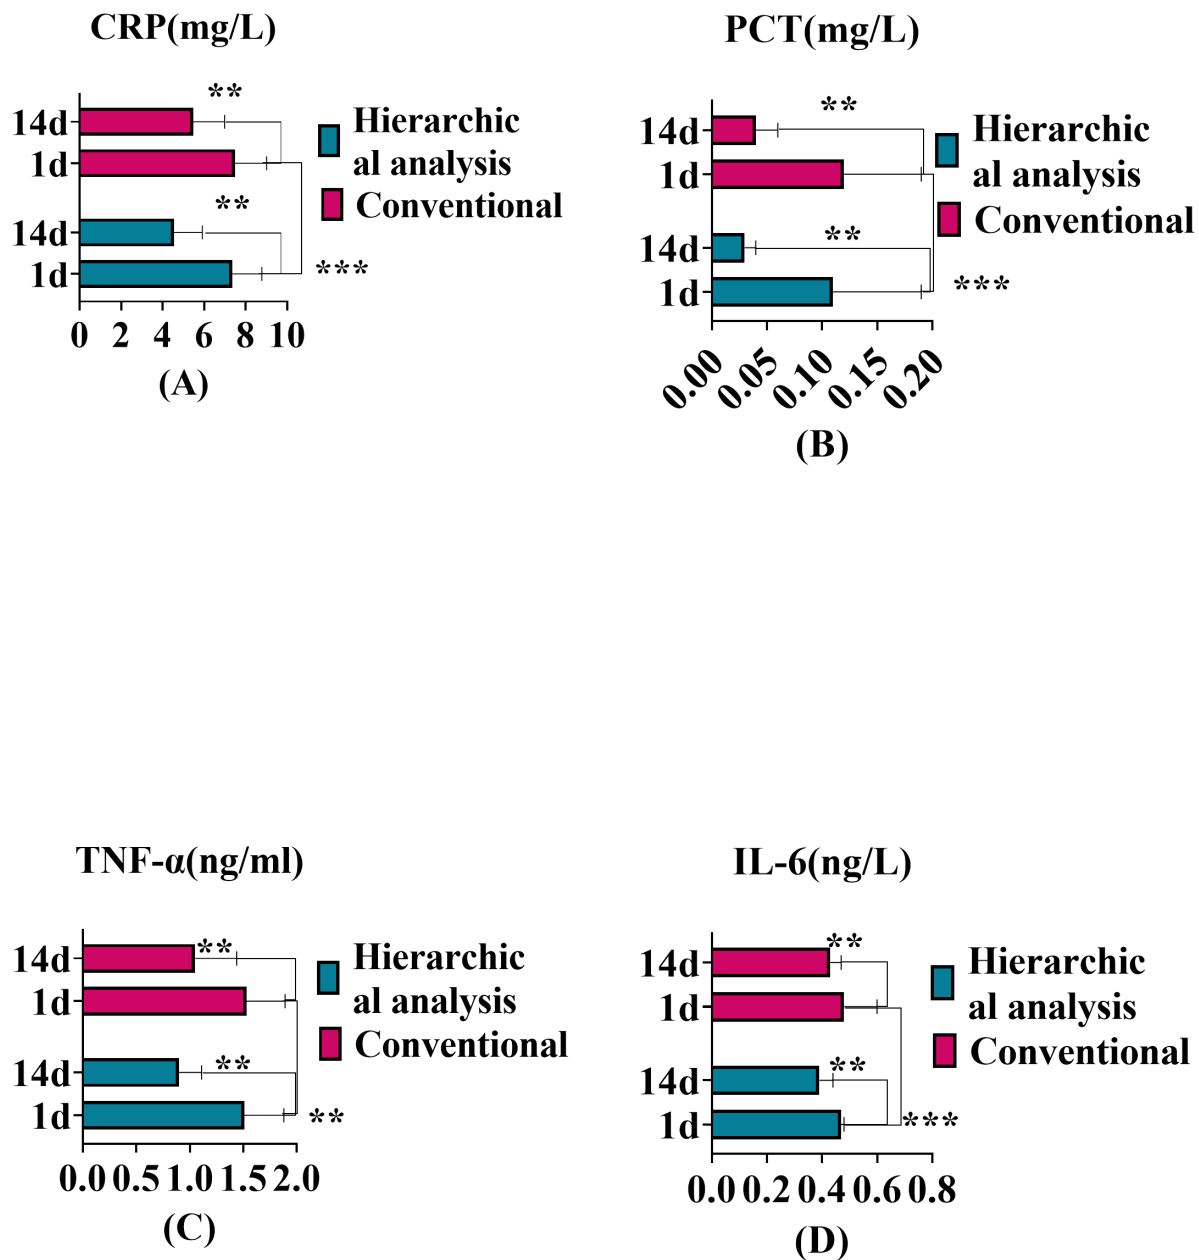 CRP(mg/L)
**
14d
1d
**
14d
1d
***
0 2 4 6 8 10
Hierarchic
al analysis
Conventional
(A)
PCT(mg/L)
**
14d
1d
**
14d
1d
***
0.00 0.05 0.10 0.15 0.20
Hierarchic
al analysis
Conventional
(B)
TNF-α(ng/ml)
14d **
1d
14d **
1d **
0.0 0.5 1.0 1.5 2.0
Hierarchic
al analysis
Conventional
(C)
IL-6(ng/L)
**
14d
1d
**
14d
1d ***
0.0 0.2 0.4 0.6 0.8
Hierarchic
al analysis
Conventional
(D)